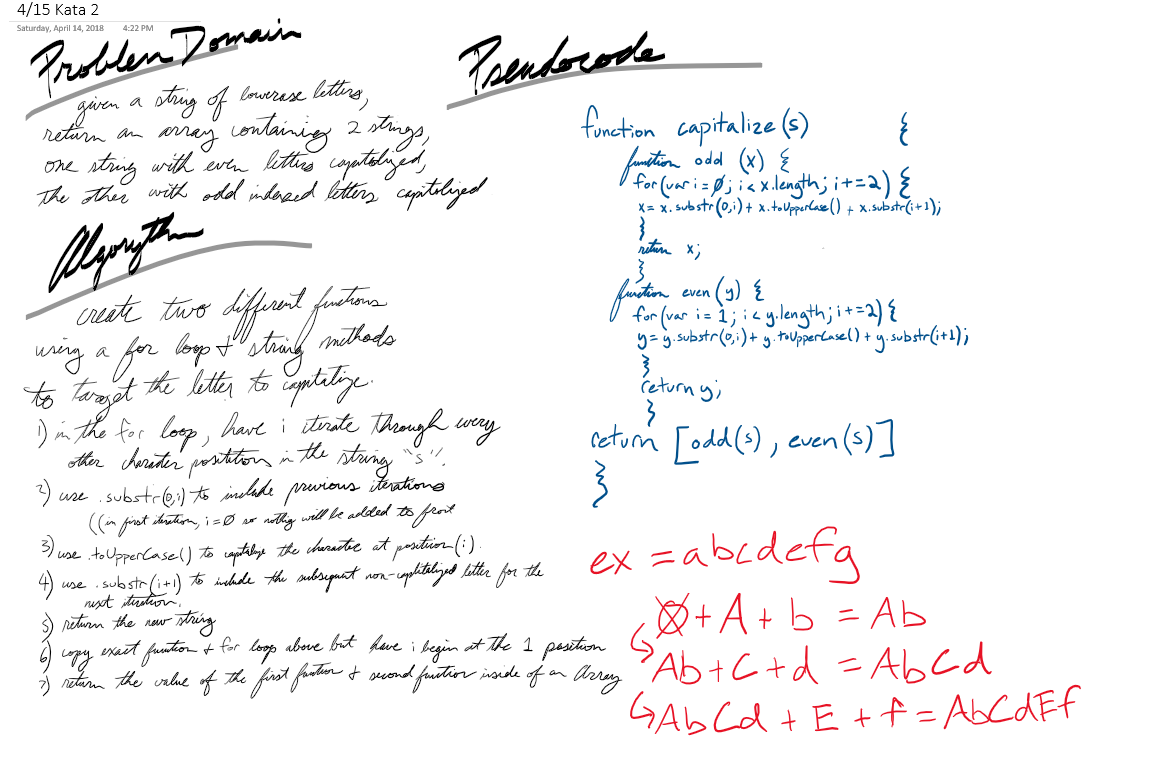 4/15 Kata 2
Saturday, April 14, 2018 4:22 PM
Problem Domain
given a string of lowercase letters,
return an array containing 2 strings,
one string with even letters capitalized,
the other with odd indexed letters capitalized
Algorythm
create two different functions
using a for loop + string methods
to target the letter to capitalize.
1) in the for loop, have i iterate through every
other character position in the string "s".
2) use .substr(0,i) to include previous iterations
((in first iteration, i=Ø so nothing will be added to front
3) use .toUpperCase() to capitalize the character at position (i).
4) use .substr(i+1) to include the subsequent non-capitalized letter for the
next iteration.
5) return the new string
6) copy exact function + for loop above but have i begin at the 1 position
7) return the value of the first function + second function inside of an Array
Pseudocode
function capitalize(s) {
function odd (x) {
for(var i=Ø; i < x.length; i+=2) {
x = x.substr(0,i) + x.toUpperCase() + x.substr(i+1);
}
return x;
}
function even(y) {
for(var i = 1; i < y.length; i+=2) {
y = y.substr(0,i) + y.toUpperCase() + y.substr(i+1);
}
return y;
}
return [odd(s), even(s)]
}
ex = abcdefg
Ø + A + b = Ab
Ab + C + d = AbCd
AbCd + E + f = AbCdEf